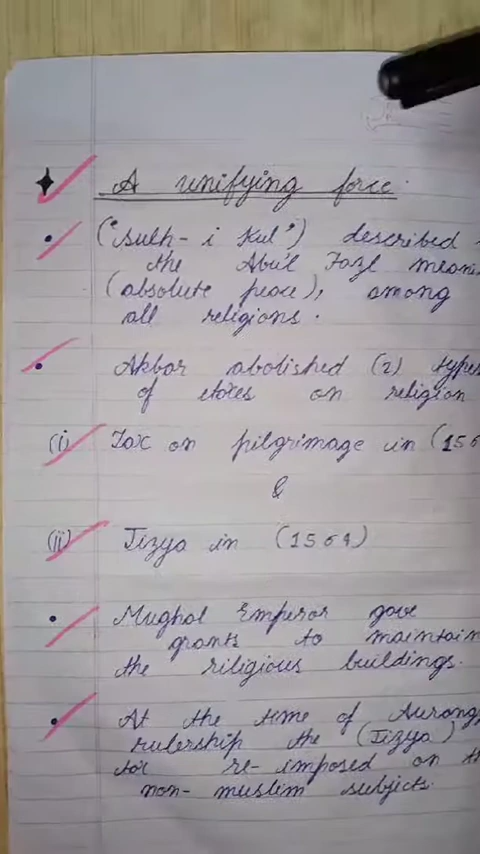 A unifying force.
("Sulh-i Kul") described
the Abu'l Fazl means
(absolute peace), among
all religions.
Akbar abolished (2) types
of taxes on religion
(i) Tax on pilgrimage in (156
&
(ii) Jizya in (1564)
Mughal Emperor gave
grants to maintain
the riligious buildings.
At the time of Aurang
rulership the (Jizya)
tax re-imposed on th
non-muslim subjects.